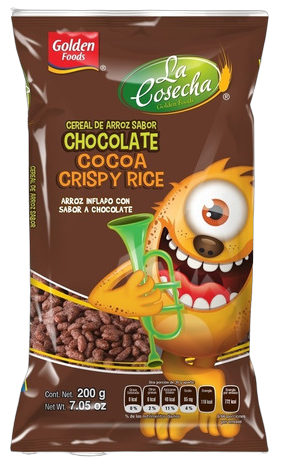 Golden
Foods
®
La
Cosecha
Golden Foods
®
CEREAL DE ARROZ SABOR
CHOCOLATE
COCOA
CRISPY RICE
ARROZ INFLADO CON
SABOR A CHOCOLATE
CEREAL DE ARROZ SABOR
Cont. Net. 200 g
Net Wt. 7.05 oz